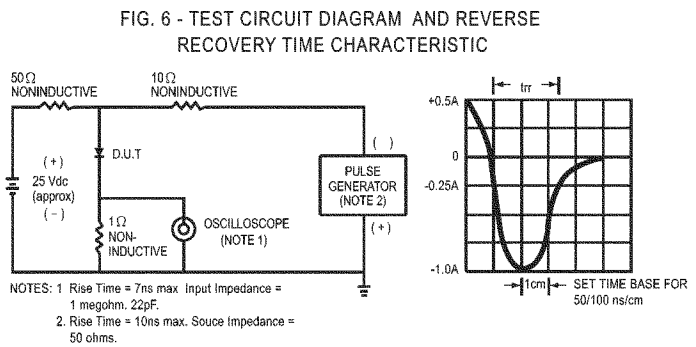 FIG. 6 - TEST CIRCUIT DIAGRAM AND REVERSE
RECOVERY TIME CHARACTERISTIC
50Ω
NONINDUCTIVE
10Ω
NONINDUCTIVE
D.U.T
(+)
25 Vdc
(approx)
(−)
1Ω
NON-
INDUCTIVE
OSCILLOSCOPE
(NOTE 1)
( )
PULSE
GENERATOR
(NOTE 2)
(+)
trr
+0.5A
0
-0.25A
-1.0A
1cm
SET TIME BASE FOR
50/100 ns/cm
NOTES: 1 Rise Time = 7ns max Input Impedance =
1 megohm. 22pF.
2. Rise Time = 10ns max. Souce Impedance =
50 ohms.